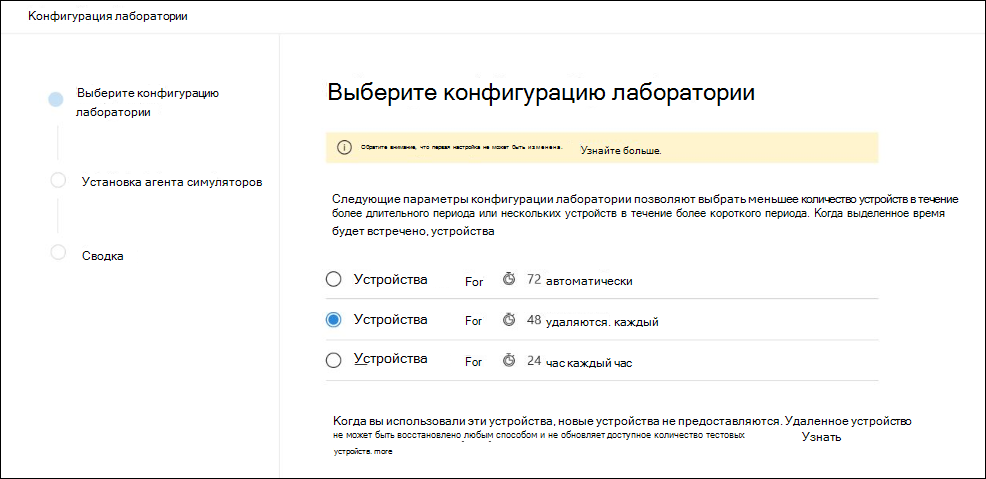 Конфигурация лаборатории
Выберите конфигурацию
лаборатории
Установка агента симуляторов
Сводка
Выберите конфигурацию лаборатории
Обратите внимание, что первая настройка не может быть изменена. Узнайте больше.
Следующие параметры конфигурации лаборатории позволяют выбрать меньшее количество устройств в течение
более длительного периода или нескольких устройств в течение более короткого периода. Когда выделенное время
будет встречено, устройства
Устройства For 72 автоматически
Устройства For 48 удаляются. каждый
Устройства For 24 час каждый час
Когда вы использовали эти устройства, новые устройства не предоставляются. Удаленное устройство
не может быть восстановлено любым способом и не обновляет доступное количество тестовых Узнать
устройств. more